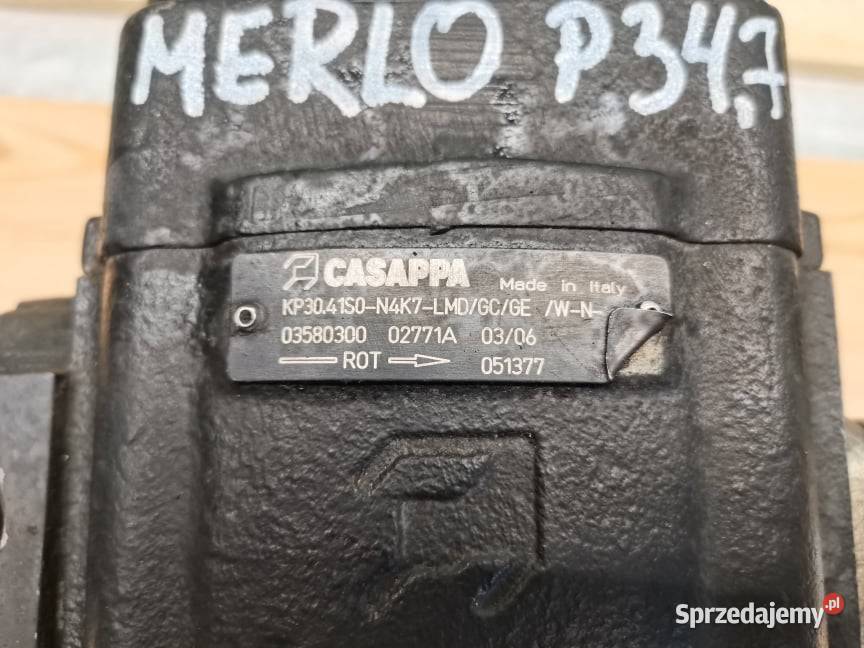 MERLO P 34,7
CASAPPA Made in Italy
KP30.41S0-N4K7-LMD/GC/GE /W-N-
03580300 02771A 03/06
ROT 051377
Sprzedajemy.pl